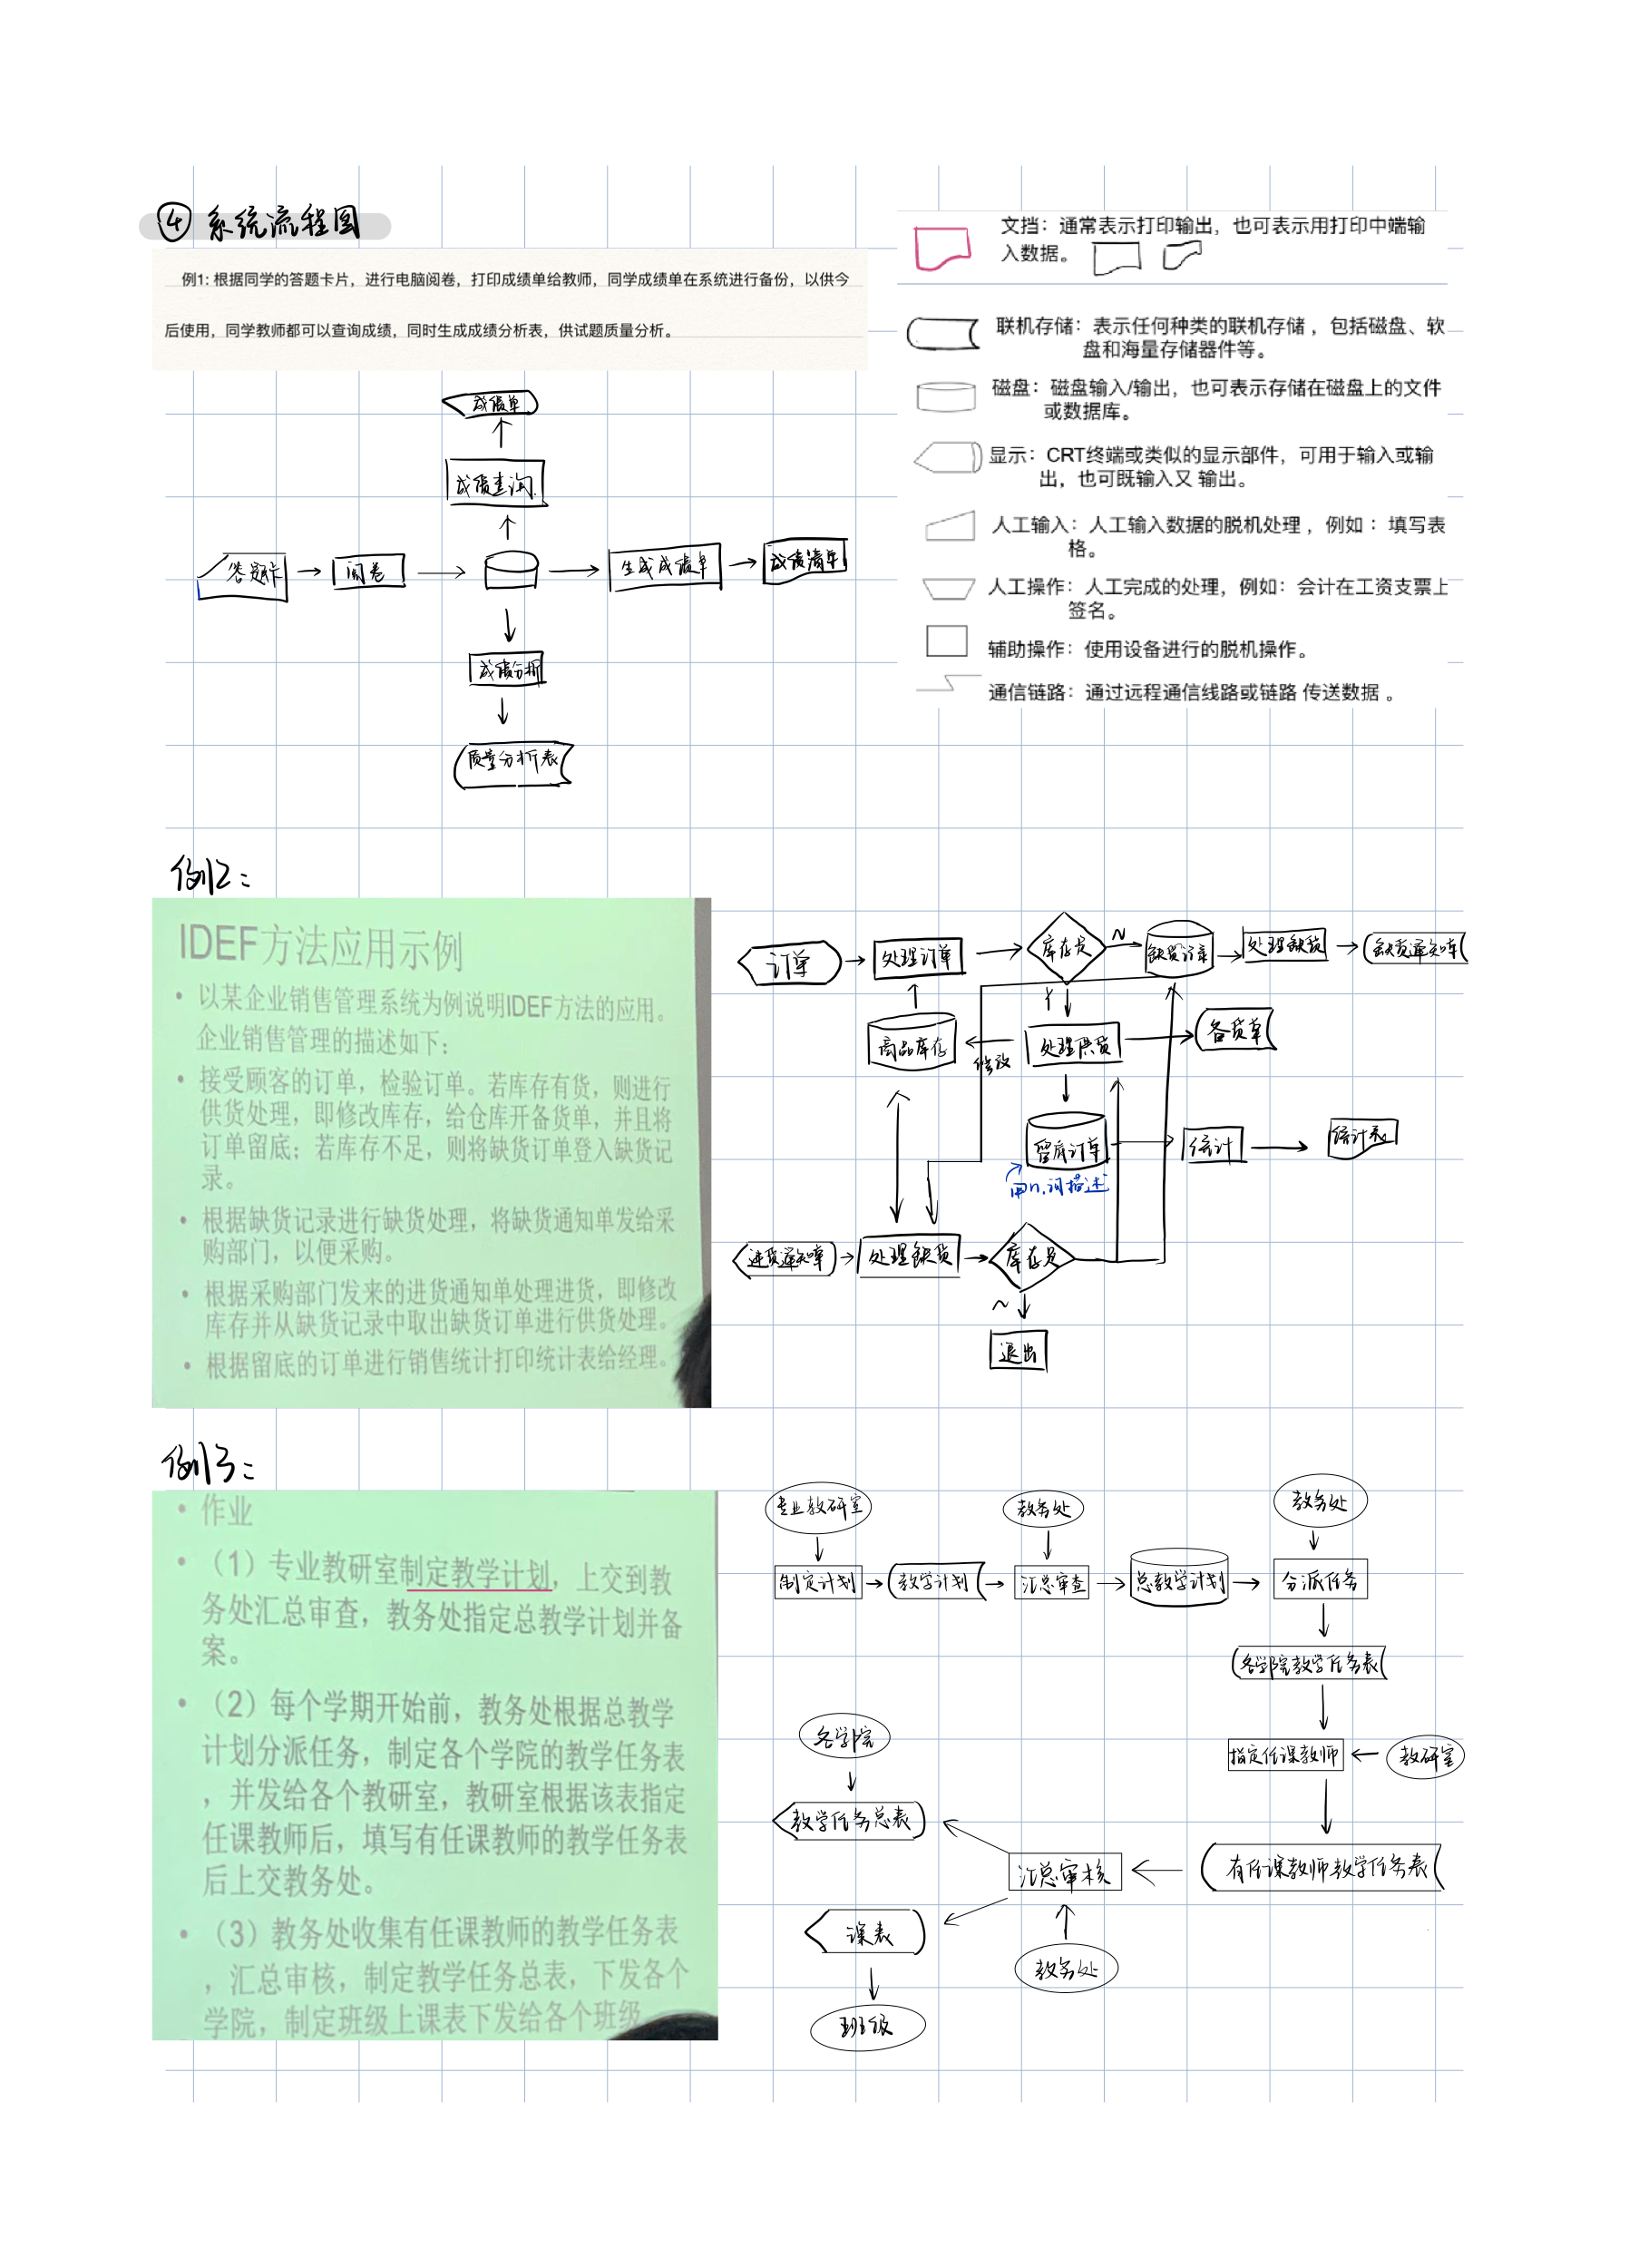 ④ 系统流程图
例1: 根据同学的答题卡片，进行电脑阅卷，打印成绩单给教师，同学成绩单在系统进行备份，以供今
后使用，同学教师都可以查询成绩，同时生成成绩分析表，供试题质量分析。
文挡：通常表示打印输出，也可表示用打印中端输
入数据。
联机存储：表示任何种类的联机存储 ，包括磁盘、软
盘和海量存储器件等。
磁盘：磁盘输入/输出，也可表示存储在磁盘上的文件
或数据库。
显示：CRT终端或类似的显示部件，可用于输入或输
出，也可既输入又 输出。
人工输入：人工输入数据的脱机处理 ，例如 ：填写表
格。
人工操作：人工完成的处理，例如：会计在工资支票上
签名。
辅助操作：使用设备进行的脱机操作。
通信链路：通过远程通信线路或链路 传送数据 。
成绩单
成绩查询
答题卡
阅卷
生成成绩单
成绩清单
成绩分析
质量分析表
例2：
IDEF方法应用示例
• 以某企业销售管理系统为例说明IDEF方法的应用。
企业销售管理的描述如下：
• 接受顾客的订单，检验订单。若库存有货，则进行
供货处理，即修改库存，给仓库开备货单，并且将
订单留底；若库存不足，则将缺货订单登入缺货记
录。
• 根据缺货记录进行缺货处理，将缺货通知单发给采
购部门，以便采购。
• 根据采购部门发来的进货通知单处理进货，即修改
库存并从缺货记录中取出缺货订单进行供货处理。
• 根据留底的订单进行销售统计打印统计表给经理。
订单
处理订单
库存足
N
缺货订单
处理缺货
缺货通知单
Y
商品库存
修改
处理供货
备货单
留底订单
用n.词描述
统计
统计表
进货通知单
处理缺货
库存足
N
退出
例3：
• 作业
• （1）专业教研室制定教学计划，上交到教
务处汇总审查，教务处指定总教学计划并备
案。
• （2）每个学期开始前，教务处根据总教学
计划分派任务，制定各个学院的教学任务表
，并发给各个教研室，教研室根据该表指定
任课教师后，填写有任课教师的教学任务表
后上交教务处。
• （3）教务处收集有任课教师的教学任务表
，汇总审核，制定教学任务总表，下发各个
学院，制定班级上课表下发给各个班级
专业教研室
教务处
教务处
制定计划
教学计划
汇总审查
总教学计划
分派任务
各学院教学任务表
各学院
指定任课教师
教研室
教学任务总表
汇总审核
有任课教师教学任务表
课表
教务处
班级